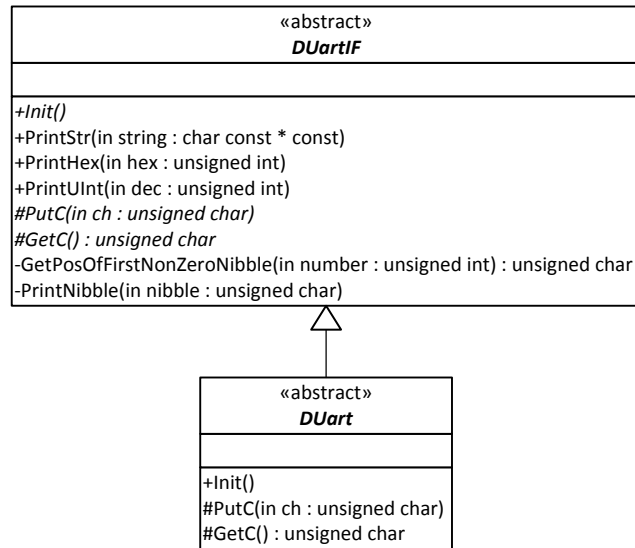 «abstract»
DUartIF
+Init()
+PrintStr(in string : char const * const)
+PrintHex(in hex : unsigned int)
+PrintUInt(in dec : unsigned int)
#PutC(in ch : unsigned char)
#GetC() : unsigned char
-GetPosOfFirstNonZeroNibble(in number : unsigned int) : unsigned char
-PrintNibble(in nibble : unsigned char)
«abstract»
DUart
+Init()
#PutC(in ch : unsigned char)
#GetC() : unsigned char